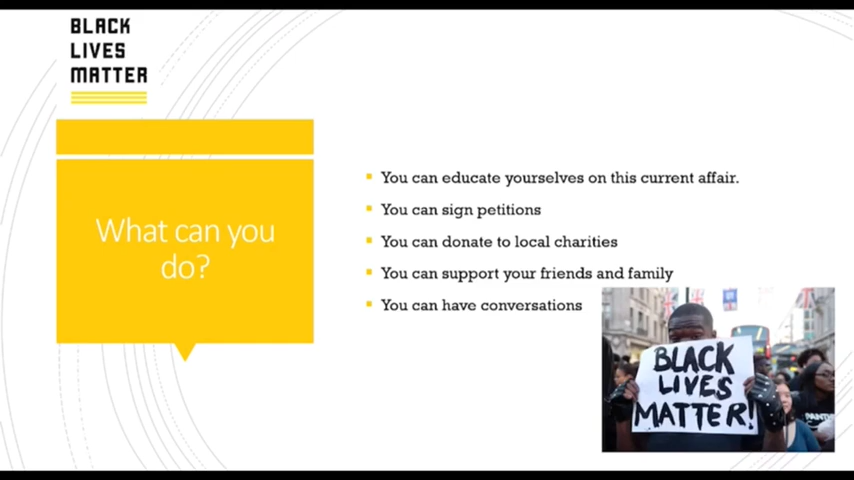 BLACK
LIVES
MATTER
What can you
do?
You can educate yourselves on this current affair.
You can sign petitions
You can donate to local charities
You can support your friends and family
You can have conversations
BLACK
LIVES
MATTER!